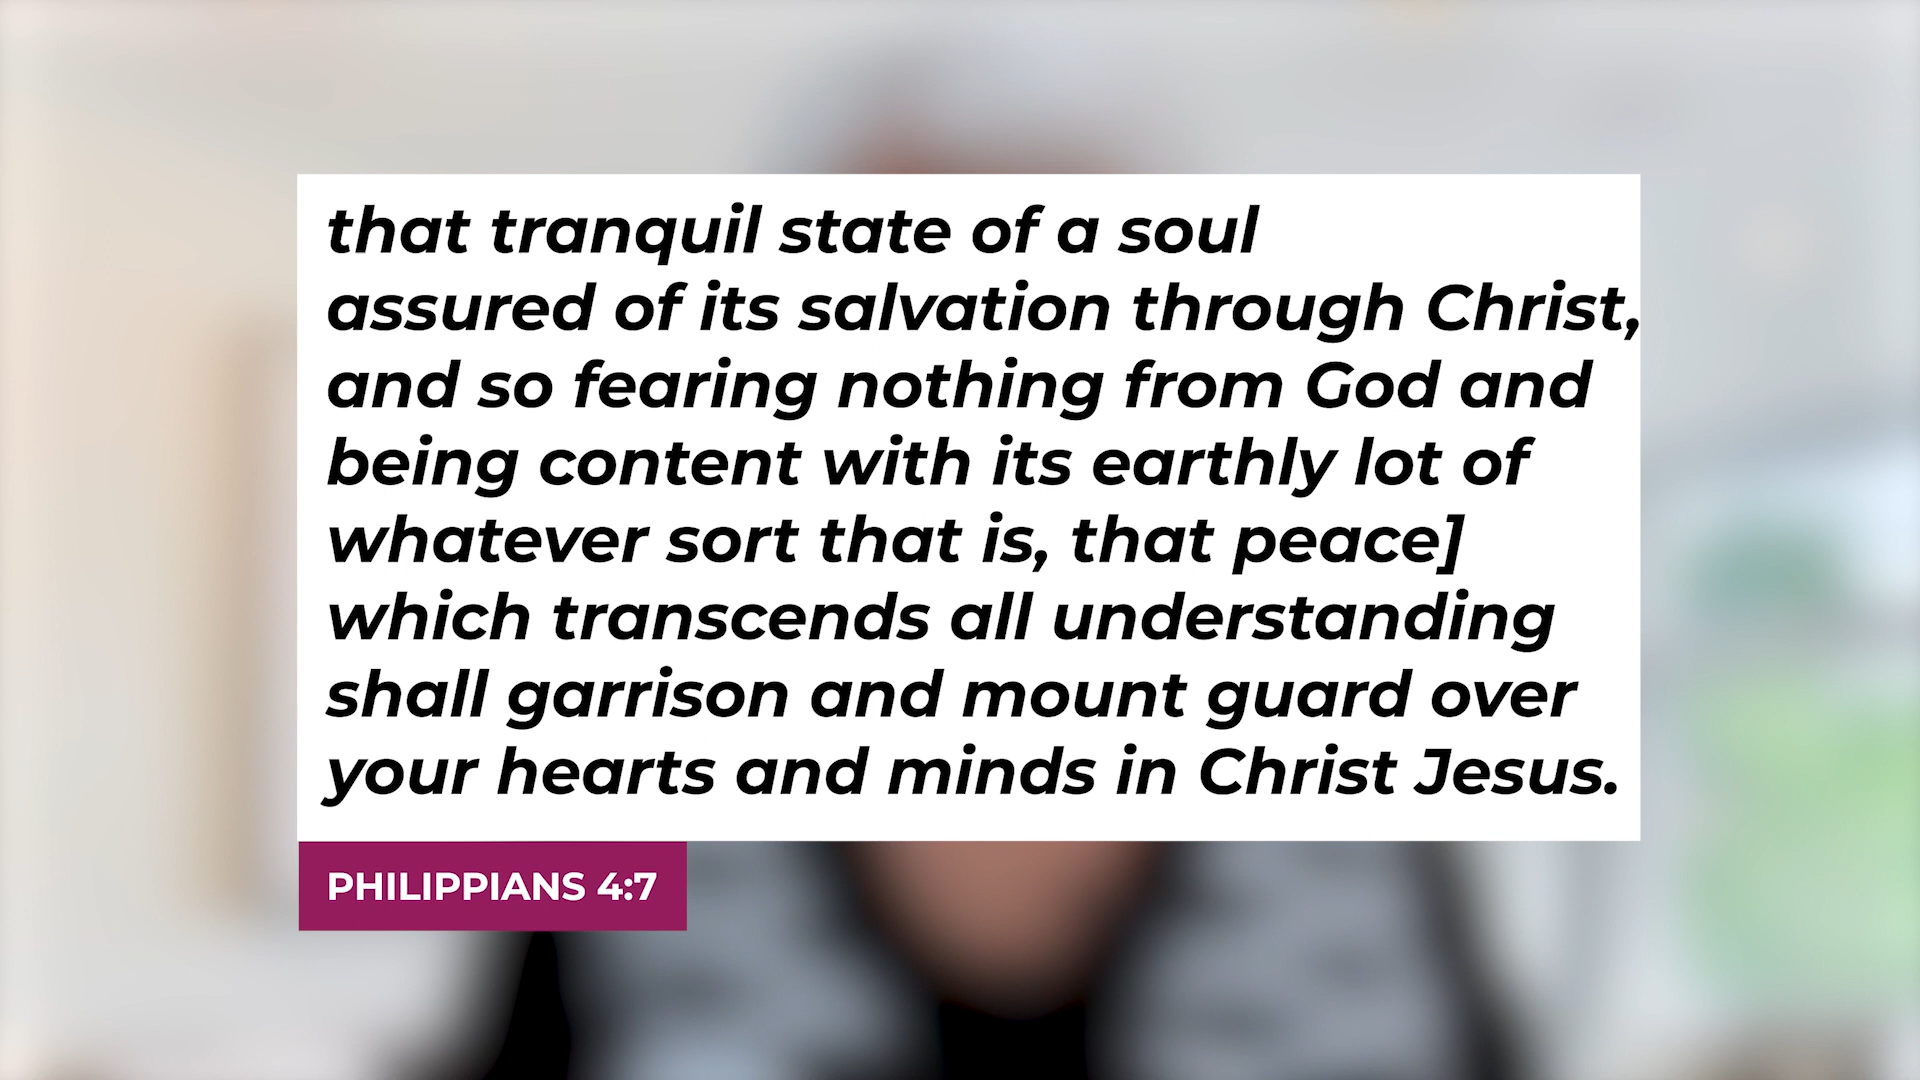 that tranquil state of a soul
assured of its salvation through Christ,
and so fearing nothing from God and
being content with its earthly lot of
whatever sort that is, that peace]
which transcends all understanding
shall garrison and mount guard over
your hearts and minds in Christ Jesus.
PHILIPPIANS 4:7